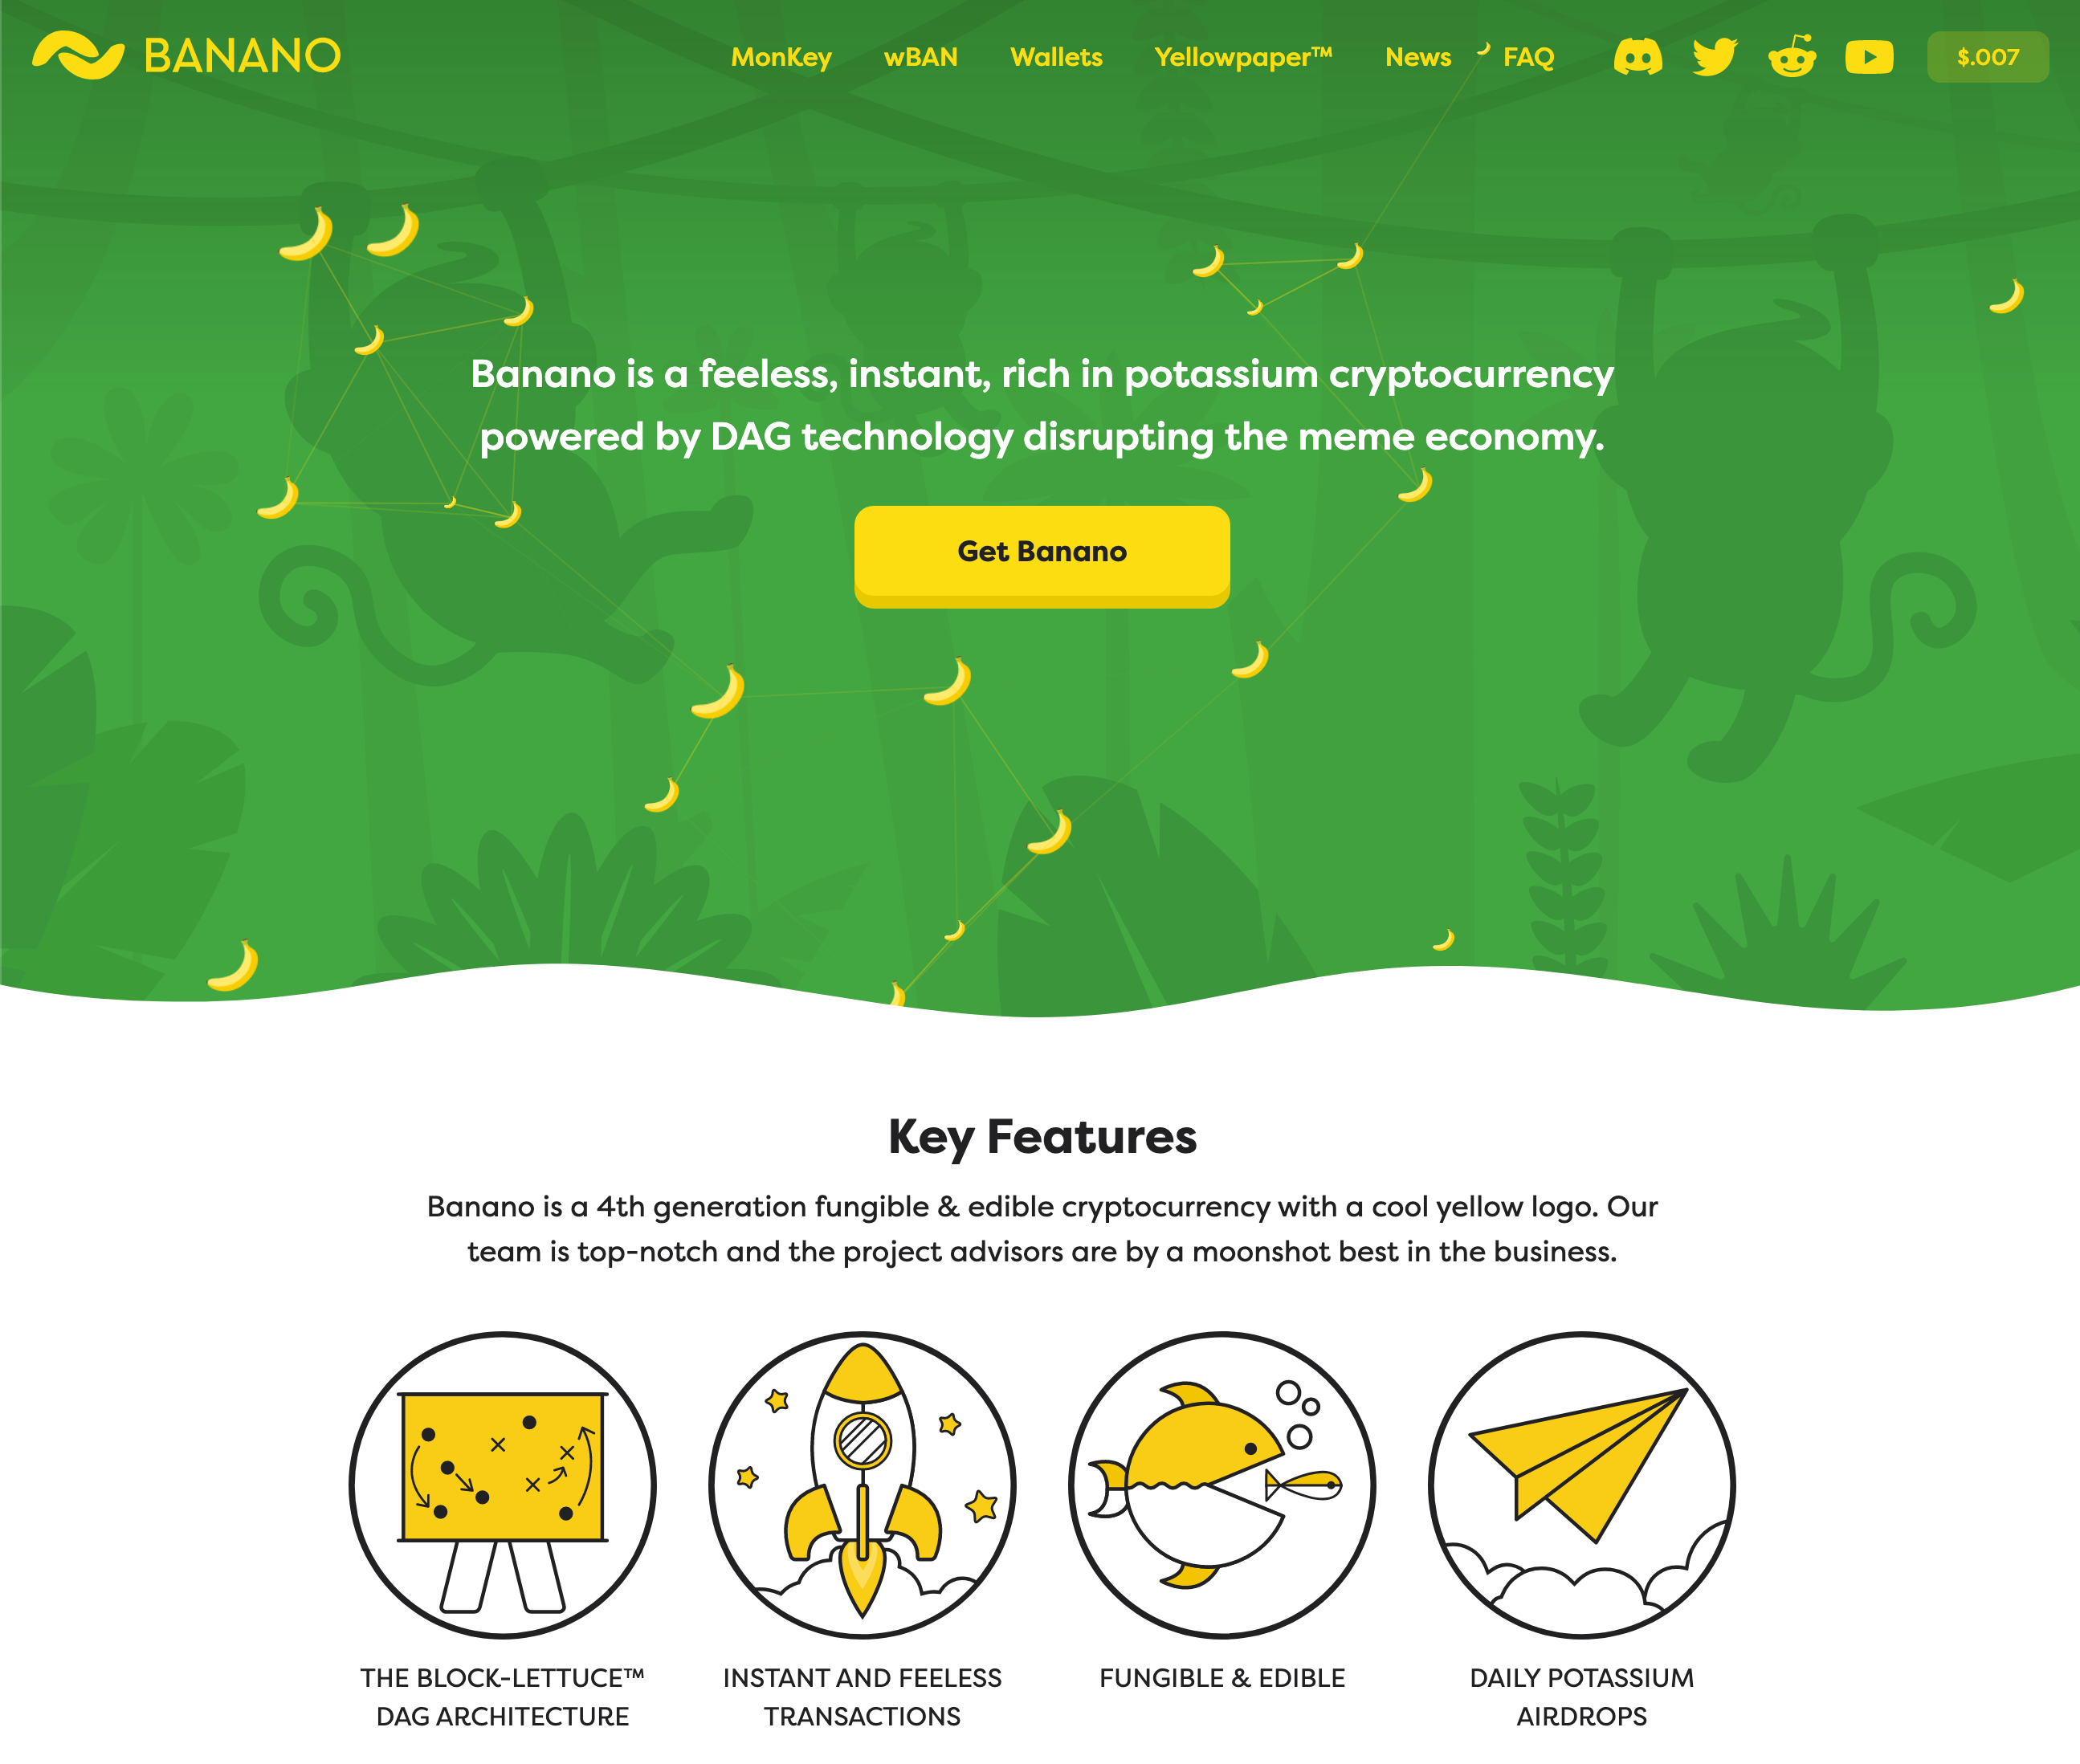 BANANO
MonKey wBAN Wallets Yellowpaper™ News FAQ $.007
Banano is a feeless, instant, rich in potassium cryptocurrency
powered by DAG technology disrupting the meme economy.
Get Banano
Key Features
Banano is a 4th generation fungible & edible cryptocurrency with a cool yellow logo. Our
team is top-notch and the project advisors are by a moonshot best in the business.
THE BLOCK-LETTUCE™
DAG ARCHITECTURE
INSTANT AND FEELESS
TRANSACTIONS
FUNGIBLE & EDIBLE
DAILY POTASSIUM
AIRDROPS